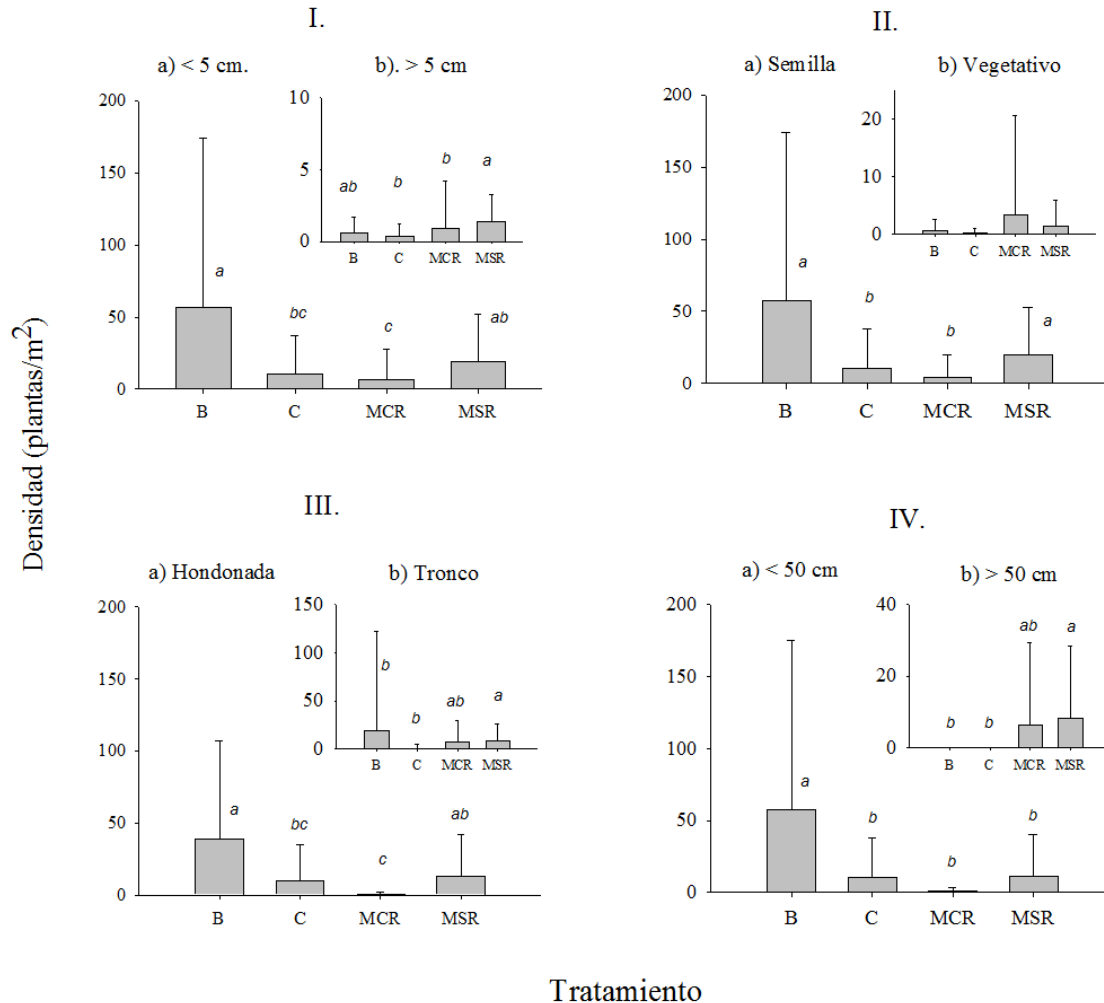 I.
a) < 5 cm.
b). > 5 cm
200
150
100
50
0
10
5
0
ab
b
b
a
B C MCR MSR
a
bc
c
ab
B C MCR MSR
II.
a) Semilla
b) Vegetativo
200
150
100
50
0
20
10
0
B C MCR MSR
a
b
b
a
B C MCR MSR
Densidad (plantas/m²)
III.
a) Hondonada
b) Tronco
200
150
100
50
0
150
100
50
0
b
b
ab
a
B C MCR MSR
a
bc
c
ab
B C MCR MSR
IV.
a) < 50 cm
b) > 50 cm
200
150
100
50
0
40
20
0
b
b
ab
a
B C MCR MSR
a
b
b
b
B C MCR MSR
Tratamiento